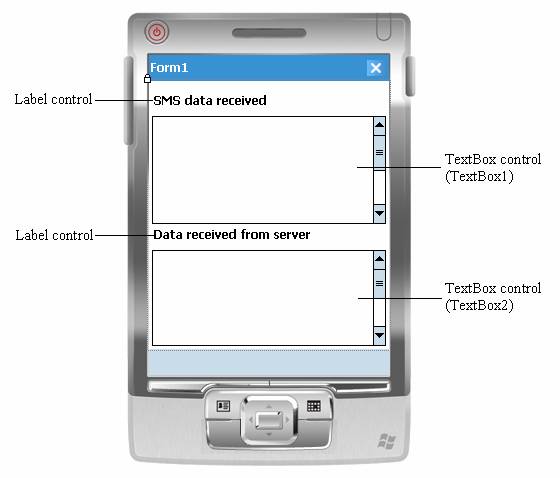 Form1
Label control
SMS data received
TextBox control
(TextBox1)
Label control
Data received from server
TextBox control
(TextBox2)